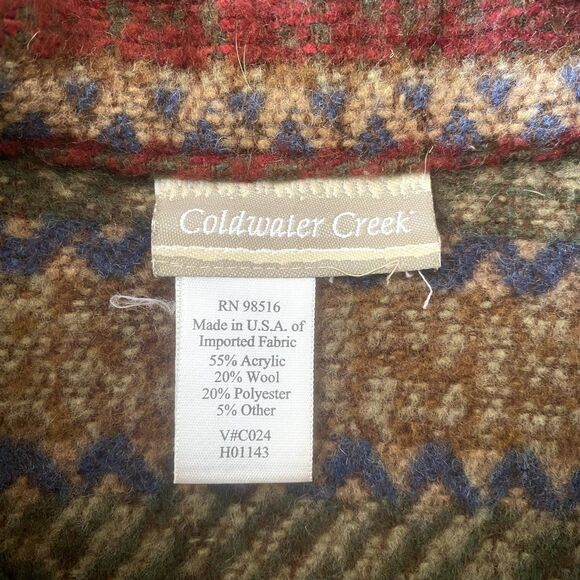 Coldwater Creek
RN 98516
Made in U.S.A. of
Imported Fabric
55% Acrylic
20% Wool
20% Polyester
5% Other
V#C024
H01143